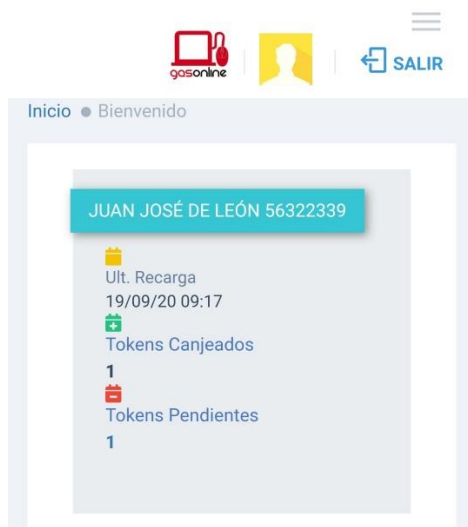 gasonline
SALIR
Inicio ● Bienvenido
JUAN JOSÉ DE LEÓN 56322339
Ult. Recarga
19/09/20 09:17
Tokens Canjeados
1
Tokens Pendientes
1